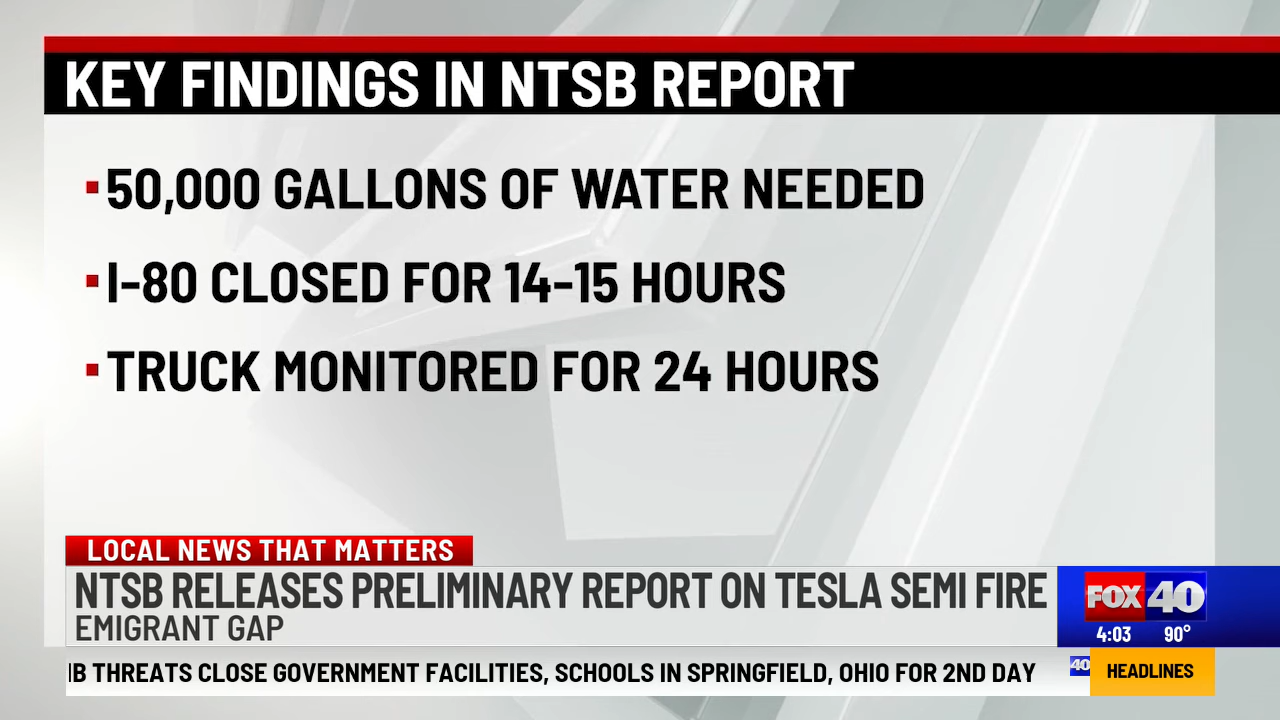 KEY FINDINGS IN NTSB REPORT
50,000 GALLONS OF WATER NEEDED
I-80 CLOSED FOR 14-15 HOURS
TRUCK MONITORED FOR 24 HOURS
LOCAL NEWS THAT MATTERS
NTSB RELEASES PRELIMINARY REPORT ON TESLA SEMI FIRE
EMIGRANT GAP
FOX 40
4:03 90°
THREATS CLOSE GOVERNMENT FACILITIES, SCHOOLS IN SPRINGFIELD, OHIO FOR 2ND DAY 40
HEADLINES